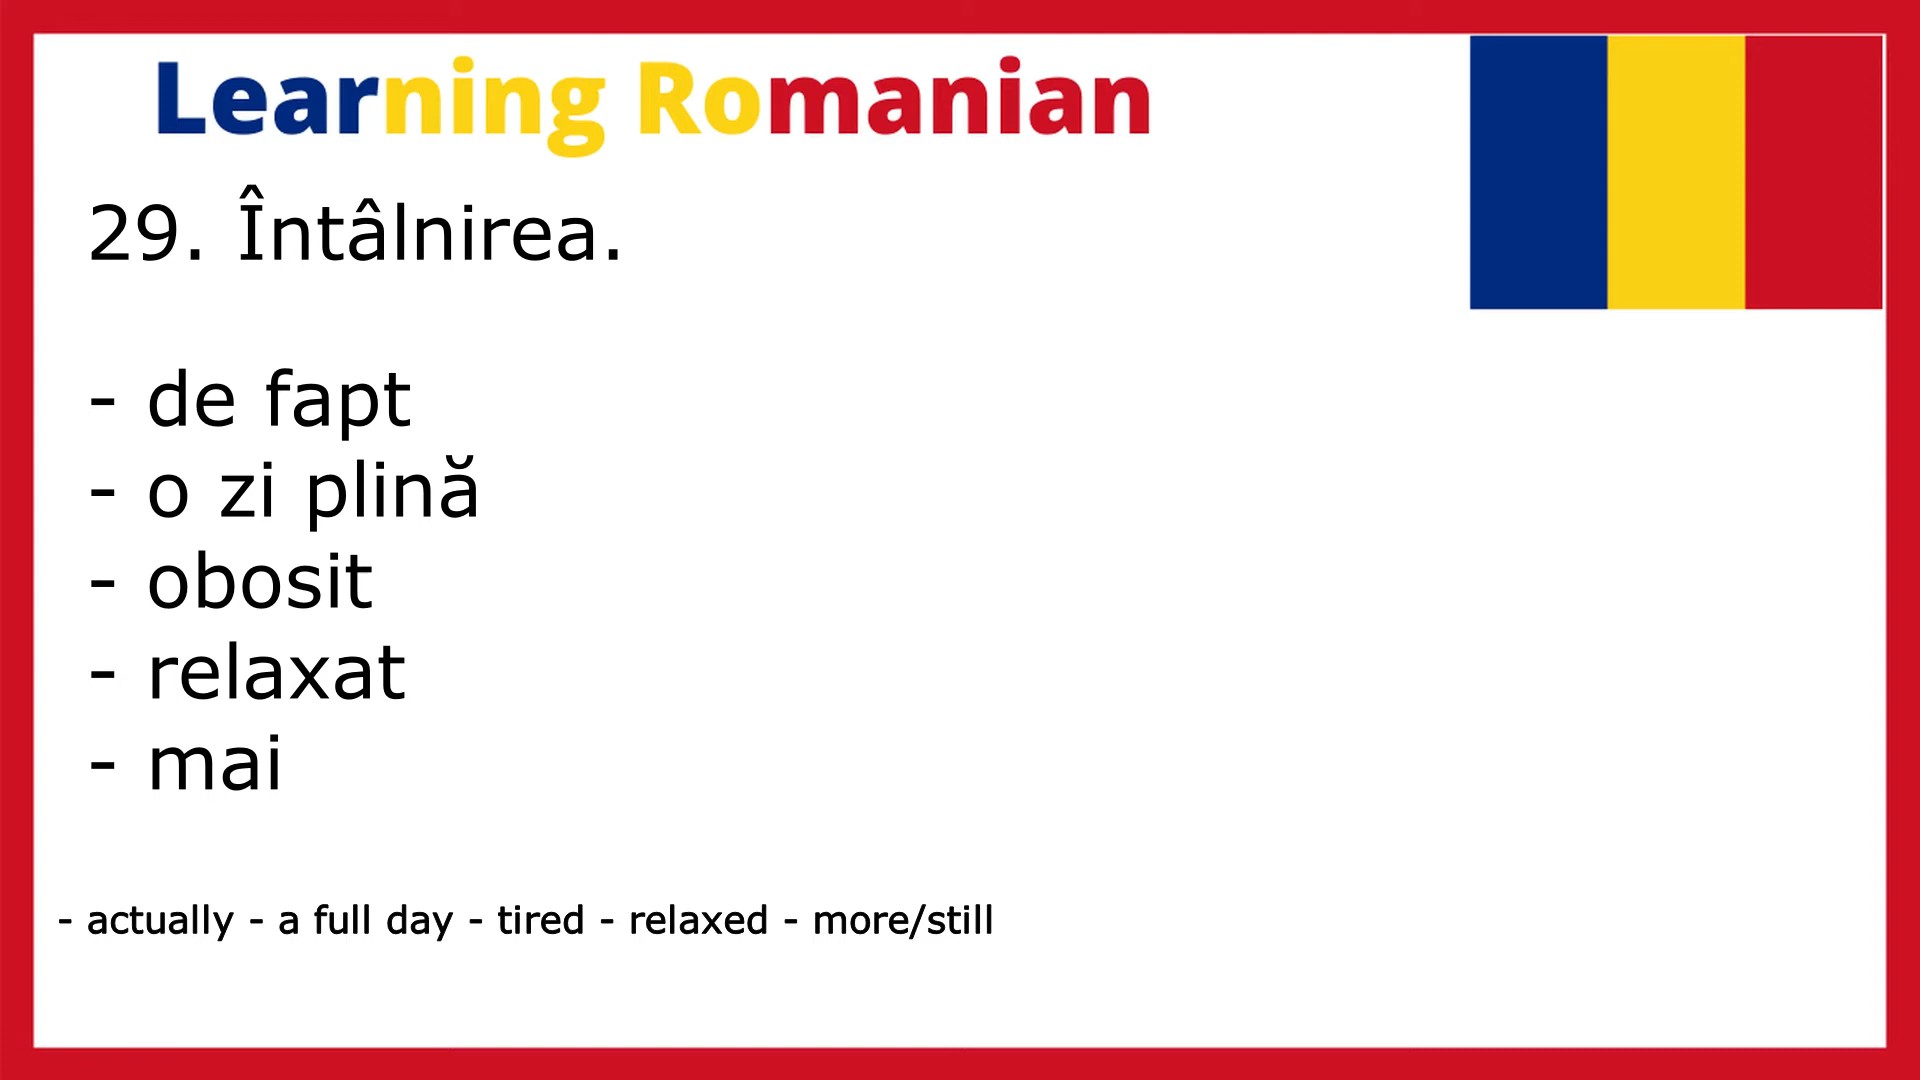 Learning Romanian
29. Întâlnirea.
- de fapt
- o zi plină
- obosit
- relaxat
- mai
- actually - a full day - tired - relaxed - more/still